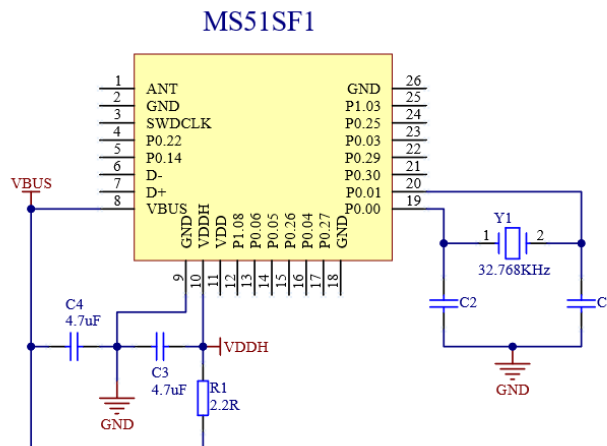 MS51SF1
1 ANT GND 26
2 GND P1.03 25
3 SWDCLK P0.25 24
4 P0.22 P0.03 23
5 P0.14 P0.29 22
6 D- P0.30 21
7 D+ P0.01 20
8 VBUS P0.00 19
VBUS
GND VDDH VDD P1.08 P0.06 P0.05 P0.26 P0.04 P0.27 GND
9 10 11 12 13 14 15 16 17 18
Y1
1 2
32.768KHz
C2
C
GND
C4
4.7uF
C3
4.7uF
VDDH
R1
2.2R
GND